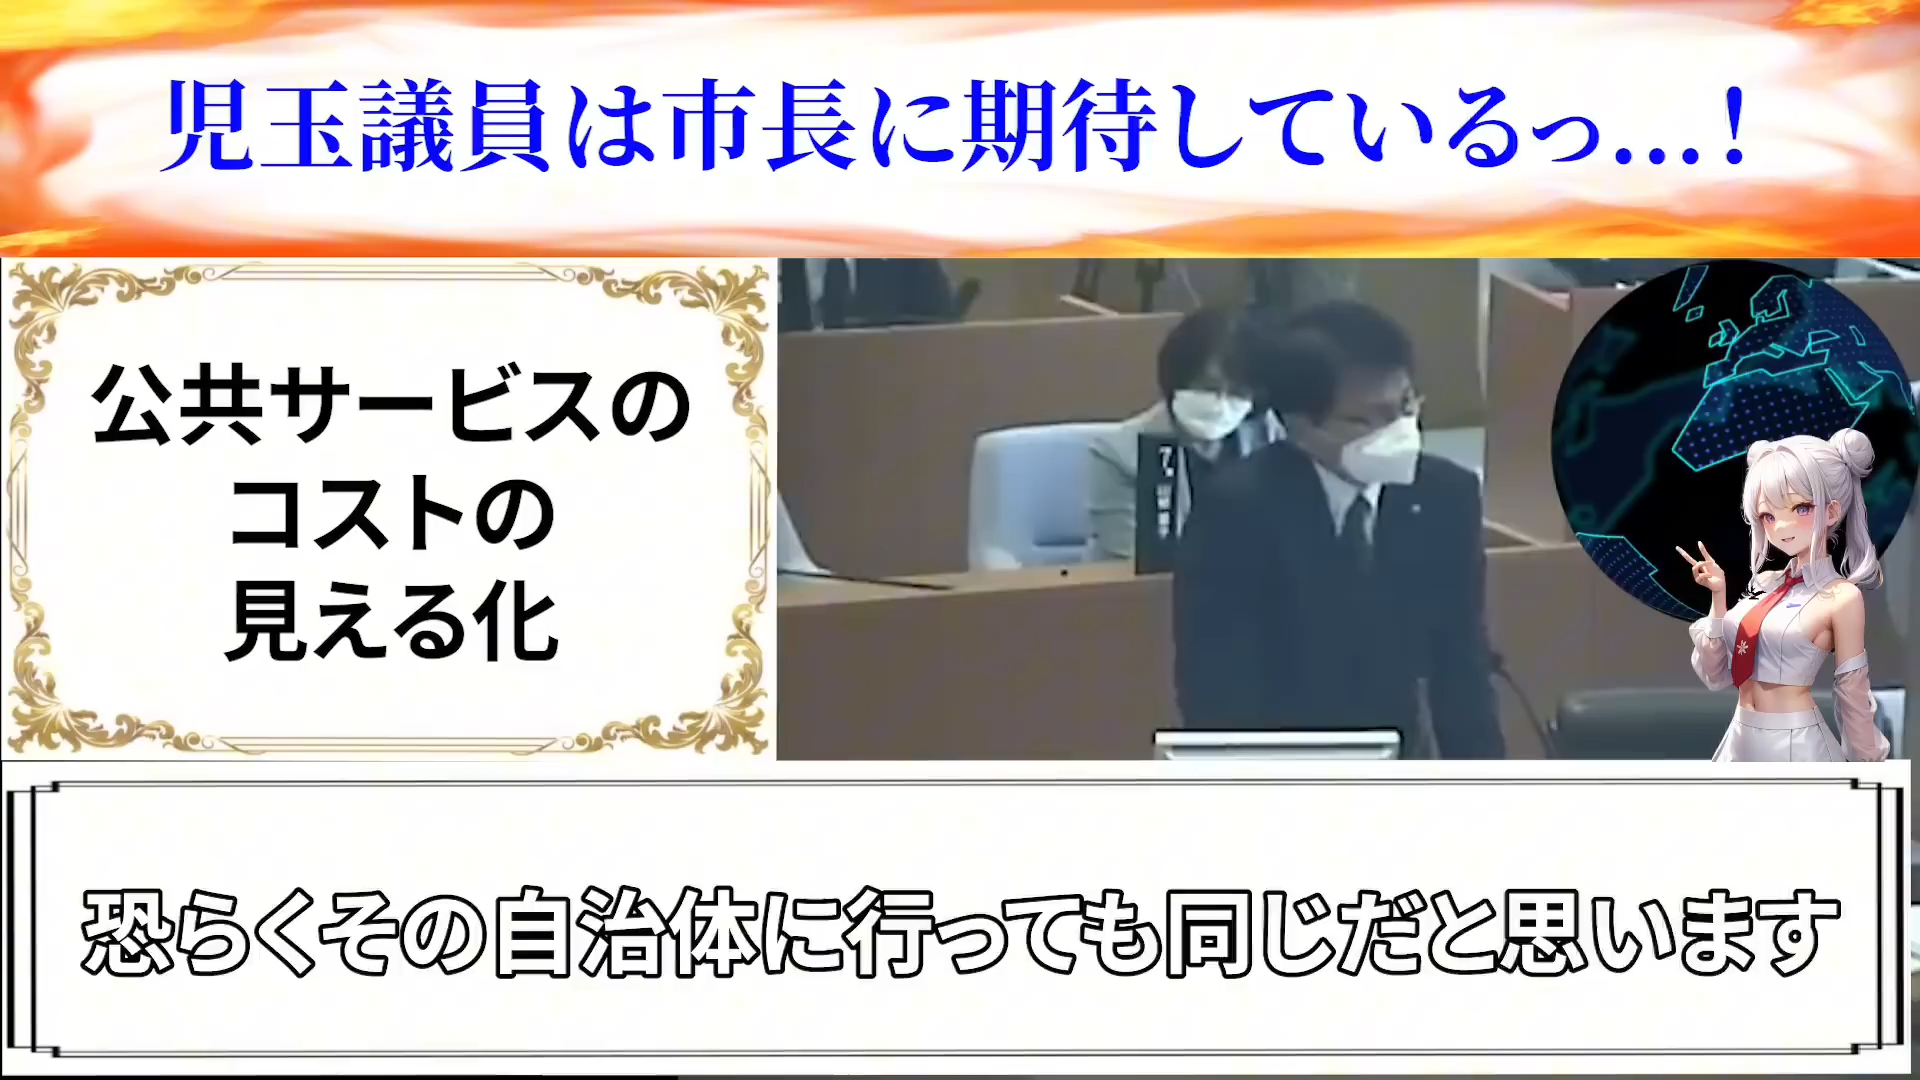 児玉議員は市長に期待しているっ…！
公共サービスの
コストの
見える化
恐らくその自治体に行っても同じだと思います